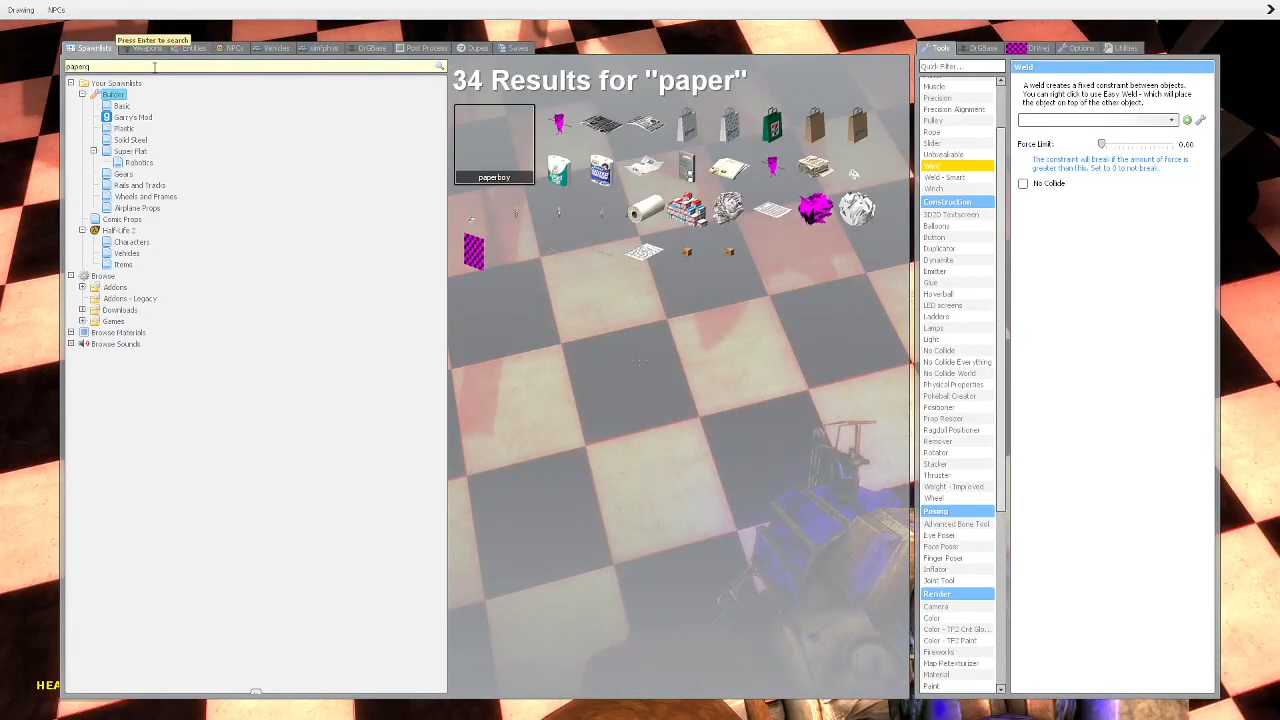 Drawing NPCs
Press Enter to search
Spawnlists Weapons Entities NPCs Vehicles simfphys DrGBase Post Process Dupes Saves
Tools DrGBase DrVrej Options Utilities
paperq
34 Results for "paper"
paperboy
Your Spawnlists
Builder
Basic
Garry's Mod
Plastic
Solid Steel
Super Flat
Robotics
Gears
Rails and Tracks
Wheels and Frames
Airplane Props
Comic Props
Half-Life 2
Characters
Vehicles
Items
Browse
Addons
Addons - Legacy
Downloads
Games
Browse Materials
Browse Sounds
HEA
Quick Filter...
Muscle
Precision
Precision Alignment
Pulley
Rope
Slider
Unbreakable
Weld
Weld - Smart
Winch
Construction
3D2D Textscreen
Balloons
Button
Duplicator
Dynamite
Emitter
Glue
Hoverball
LED screens
Ladders
Lamps
Light
No Collide
No Collide Everything
No Collide World
Physical Properties
Pokéball Creator
Positioner
Prop Resizer
Ragdoll Positioner
Remover
Rotator
Stacker
Thruster
Weight - Improved
Wheel
Posing
Advanced Bone Tool
Eye Poser
Face Poser
Finger Poser
Inflator
Joint Tool
Render
Camera
Color
Color - TF2 Crit Glo...
Color - TF2 Paint
Fireworks
Map Retexturizer
Material
Paint
Weld
A weld creates a fixed constraint between objects.
You can right click to use Easy Weld - which will
place the object on top of the other object.
Force Limit: 0.00
The constraint will break if the amount of force is
greater than this. Set to 0 to not break.
No Collide